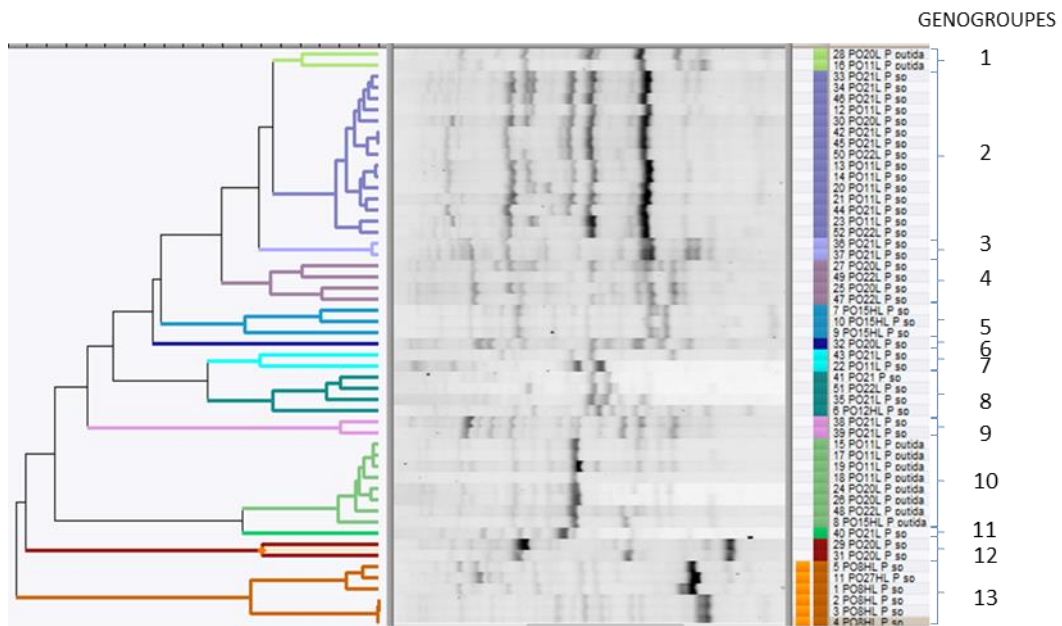 GENOGROUPES
28 PO20L P putida
16 PO11L P putida
33 PO21L P so
34 PO21L P so
46 PO21L P so
12 PO11L P so
30 PO20L P so
42 PO21L P so
45 PO21L P so
50 PO22L P so
13 PO11L P so
14 PO11L P so
20 PO11L P so
21 PO11L P so
44 PO21L P so
23 PO11L P so
52 PO22L P so
36 PO21L P so
37 PO21L P so
27 PO20L P so
49 PO22L P so
25 PO20L P so
47 PO22L P so
7 PO15HL P so
10 PO15HL P so
9 PO15HL P so
32 PO20L P so
43 PO21L P so
22 PO11L P so
41 PO21 P so
51 PO22L P so
35 PO21L P so
6 PO12HL P so
38 PO21L P so
39 PO21L P so
15 PO11L P putida
17 PO11L P putida
19 PO11L P putida
18 PO11L P putida
24 PO20L P putida
26 PO20L P putida
48 PO22L P putida
8 PO15HL P putida
40 PO21L P so
29 PO20L P so
31 PO20L P so
5 PO8HL P so
11 PO27HL P so
1 PO8HL P so
2 PO8HL P so
3 PO8HL P so
4 PO8HL P so
1
2
3
4
5
6
7
8
9
10
11
12
13